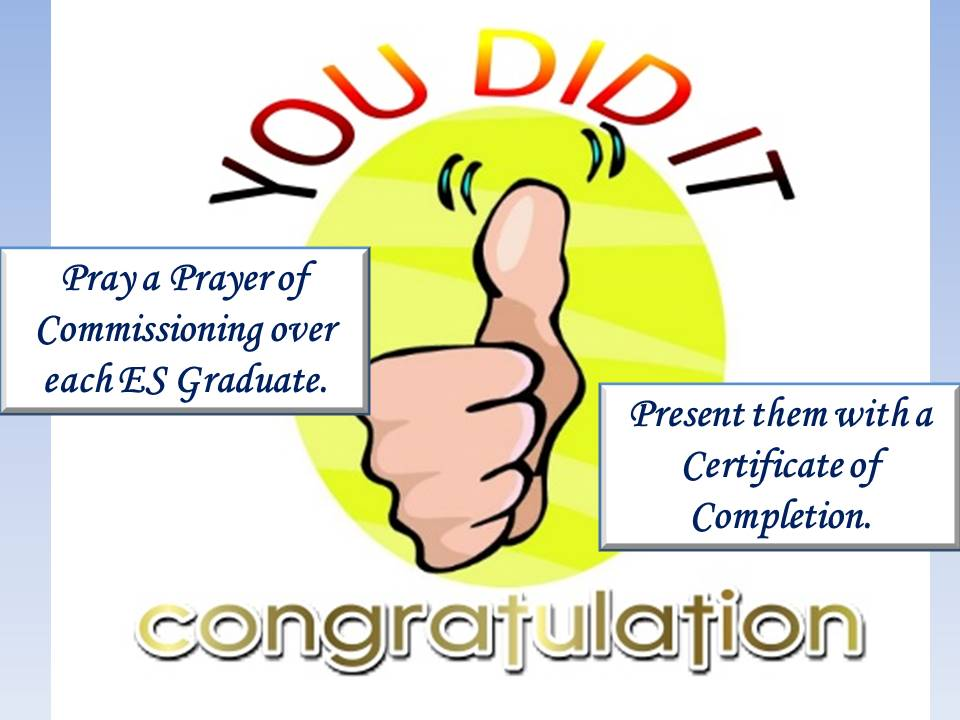 YOU DID IT
Pray a Prayer of
Commissioning over
each ES Graduate.
Present them with a
Certificate of
Completion.
congratulation